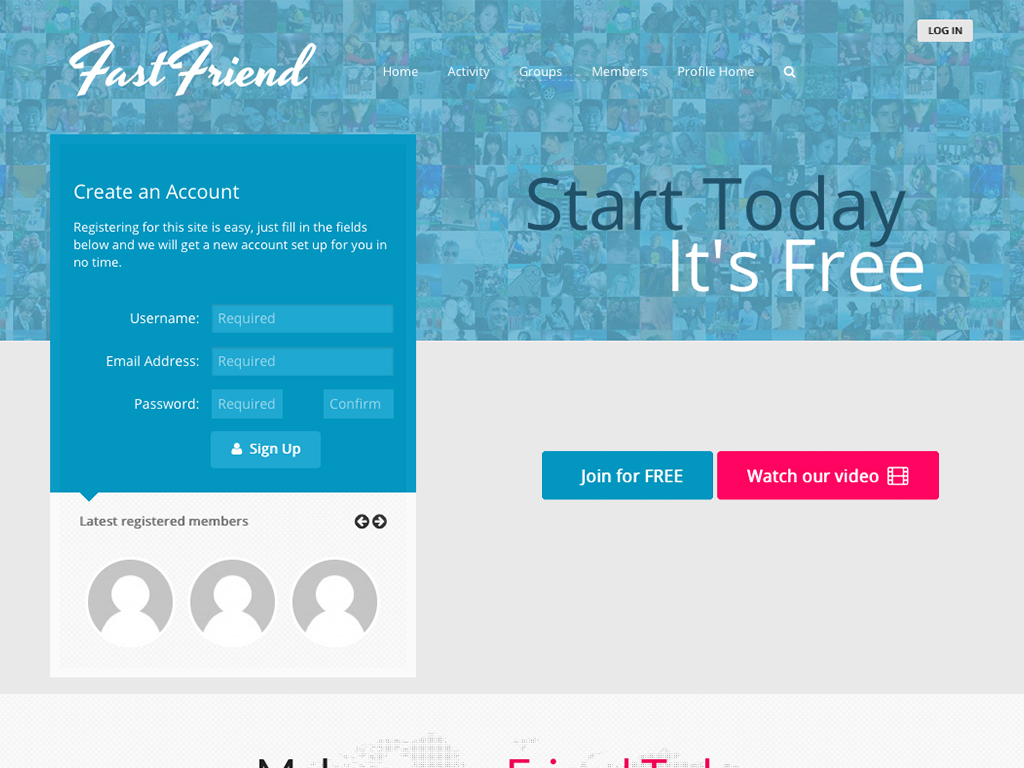 LOG IN
FastFriend
Home Activity Groups Members Profile Home
Start Today
It's Free
Create an Account
Registering for this site is easy, just fill in the fields
below and we will get a new account set up for you in
no time.
Username: Required
Email Address: Required
Password: Required Confirm
Sign Up
Join for FREE Watch our video
Latest registered members